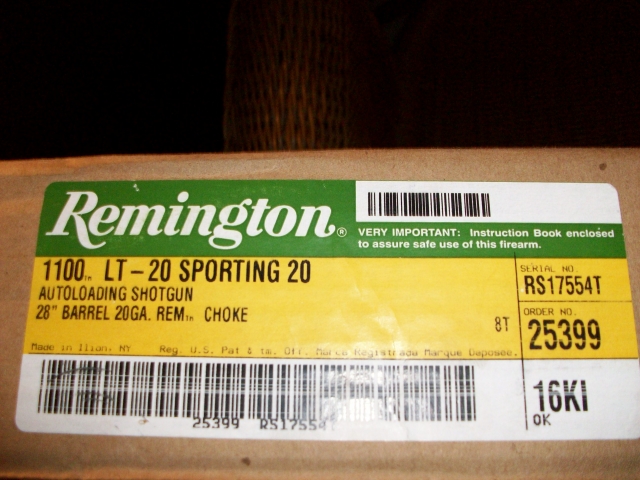 Remington®
VERY IMPORTANT: Instruction Book enclosed
to assure safe use of this firearm.
1100™ LT-20 SPORTING 20
AUTOLOADING SHOTGUN
28" BARREL 20GA. REM™ CHOKE
8T
SERIAL NO.
RS17554T
ORDER NO.
25399
Made in Ilion, NY Reg. U.S. Pat & tm. Off. Marca Registrada Marque Deposee.
16KI
OK
25399 RS17554